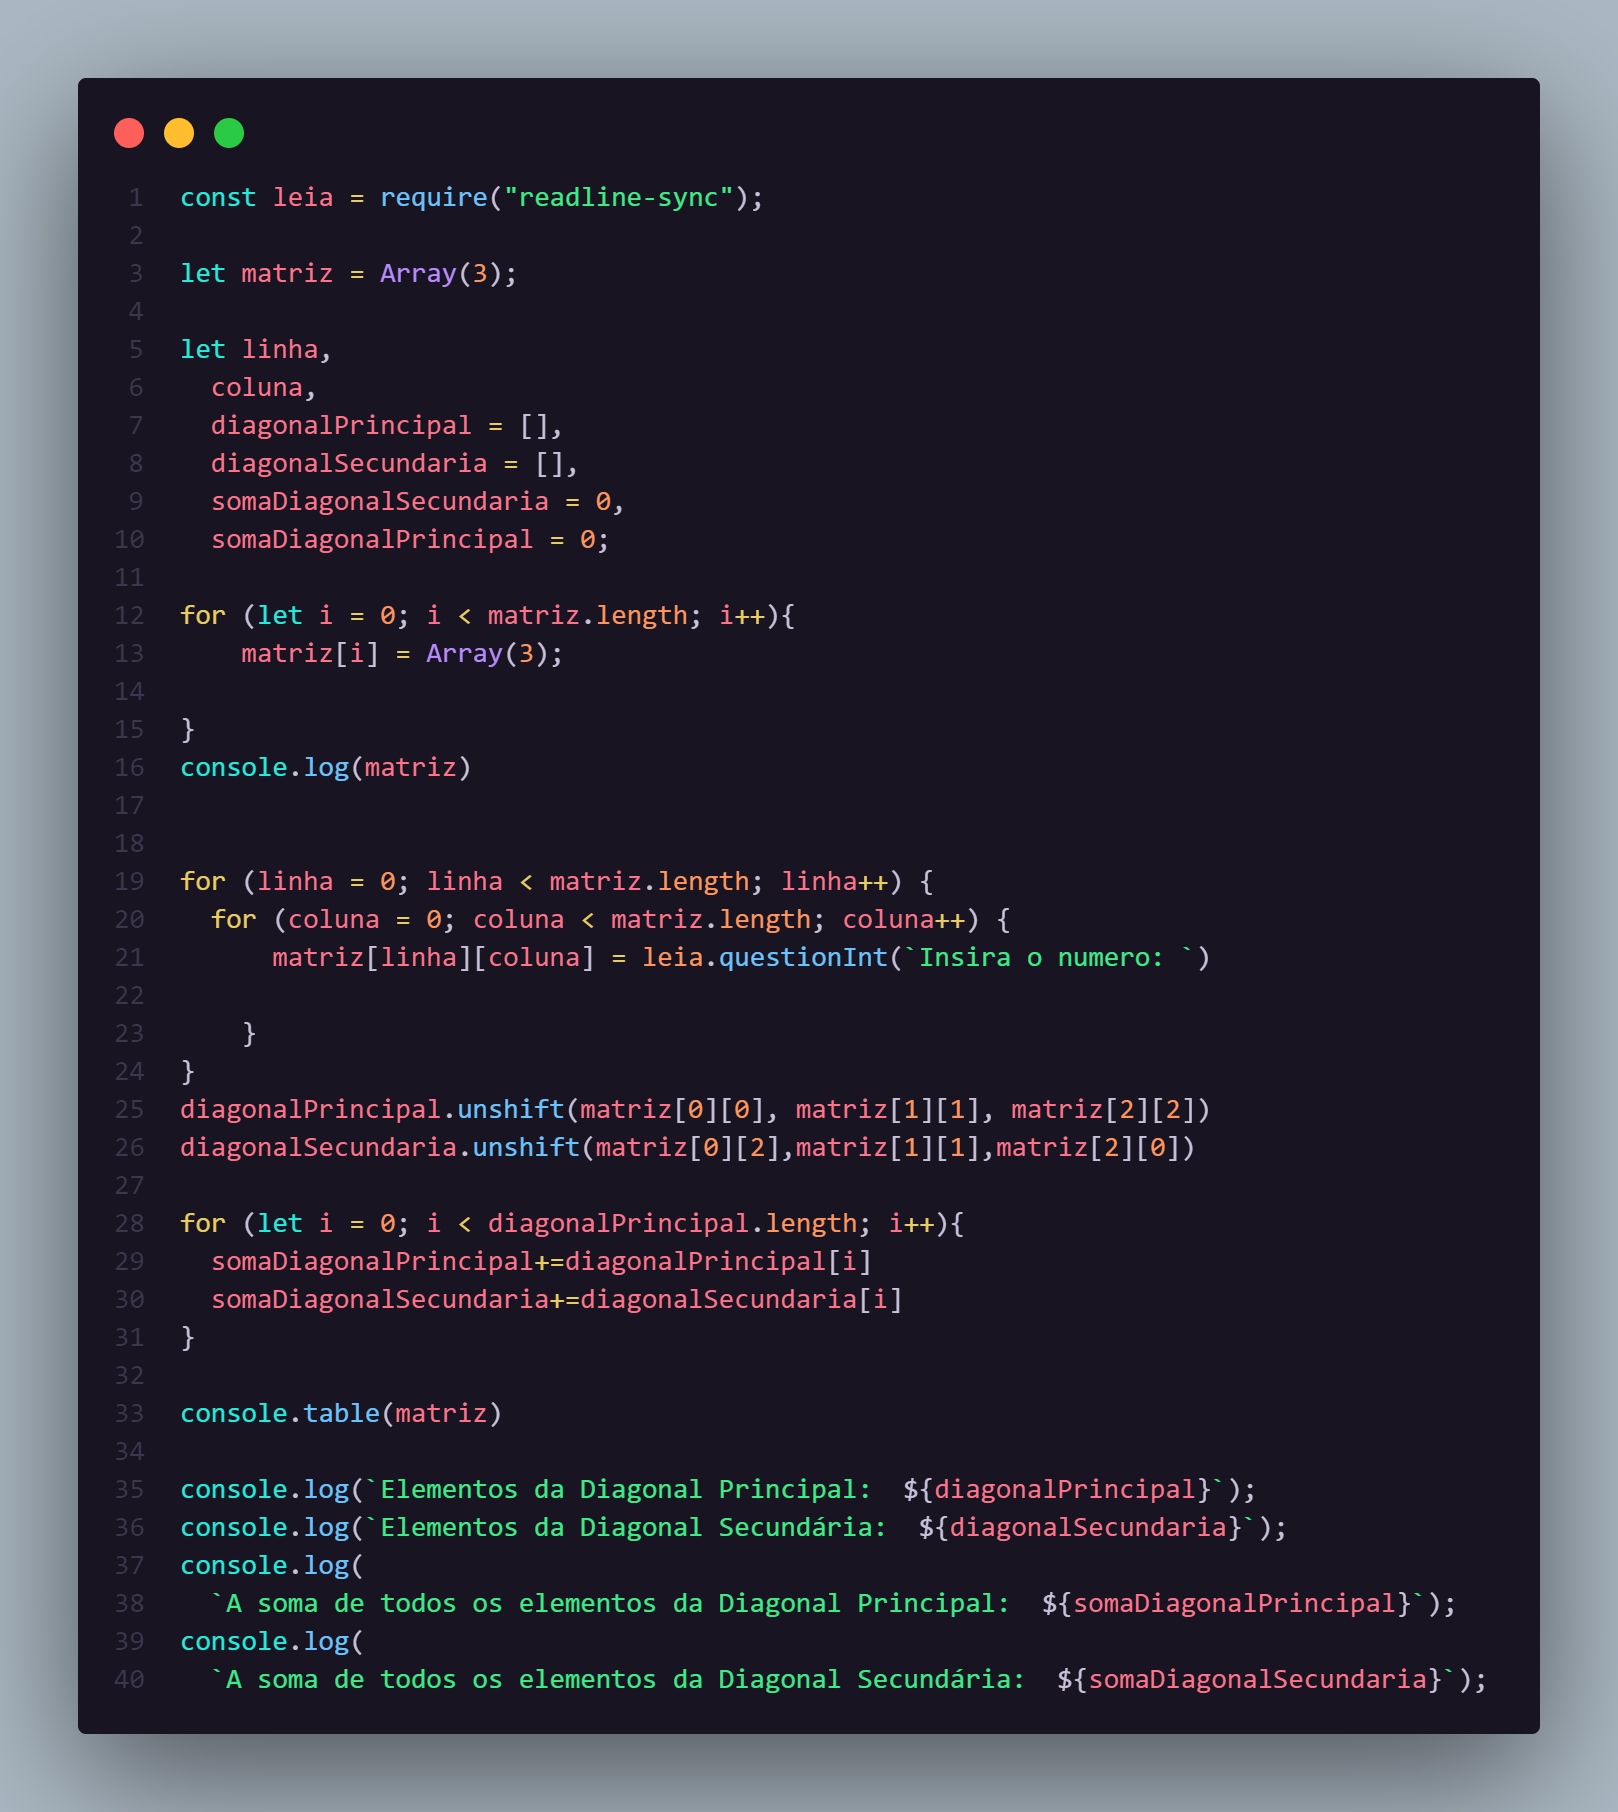 1 const leia = require("readline-sync");
2
3 let matriz = Array(3);
4
5 let linha,
6   coluna,
7   diagonalPrincipal = [],
8   diagonalSecundaria = [],
9   somaDiagonalSecundaria = 0,
10   somaDiagonalPrincipal = 0;
11
12 for (let i = 0; i < matriz.length; i++){
13     matriz[i] = Array(3);
14
15 }
16 console.log(matriz)
17
18
19 for (linha = 0; linha < matriz.length; linha++) {
20   for (coluna = 0; coluna < matriz.length; coluna++) {
21       matriz[linha][coluna] = leia.questionInt(`Insira o numero: `)
22
23     }
24 }
25 diagonalPrincipal.unshift(matriz[0][0], matriz[1][1], matriz[2][2])
26 diagonalSecundaria.unshift(matriz[0][2],matriz[1][1],matriz[2][0])
27
28 for (let i = 0; i < diagonalPrincipal.length; i++){
29   somaDiagonalPrincipal+=diagonalPrincipal[i]
30   somaDiagonalSecundaria+=diagonalSecundaria[i]
31 }
32
33 console.table(matriz)
34
35 console.log(`Elementos da Diagonal Principal:  ${diagonalPrincipal}`);
36 console.log(`Elementos da Diagonal Secundária:  ${diagonalSecundaria}`);
37 console.log(
38   `A soma de todos os elementos da Diagonal Principal:  ${somaDiagonalPrincipal}`);
39 console.log(
40   `A soma de todos os elementos da Diagonal Secundária:  ${somaDiagonalSecundaria}`);